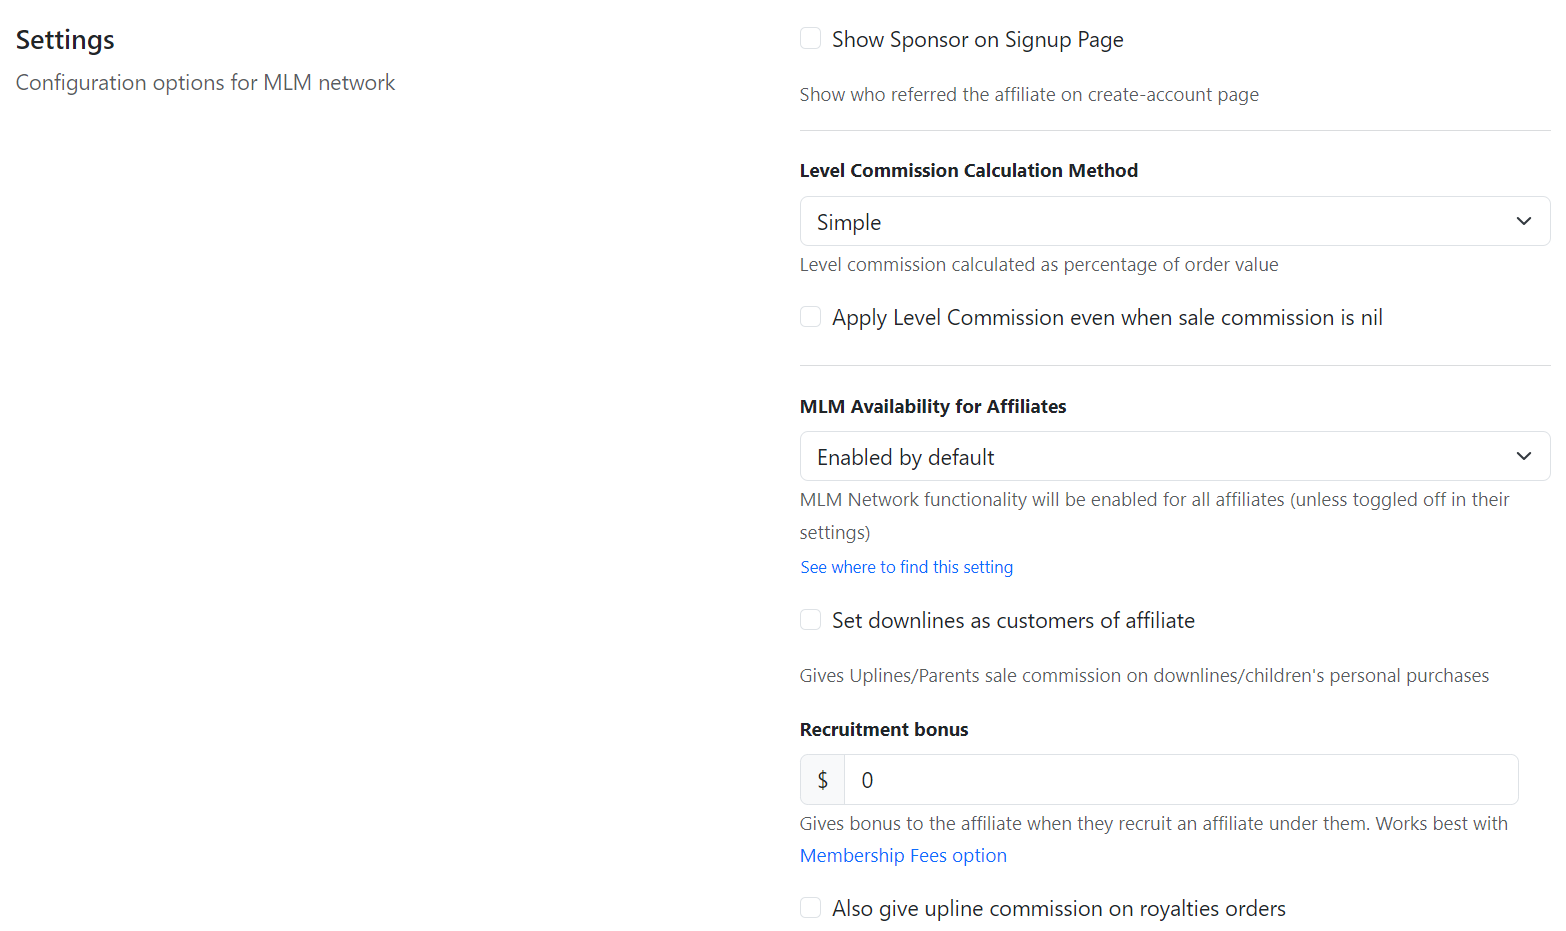 Settings
Configuration options for MLM network
Show Sponsor on Signup Page
Show who referred the affiliate on create-account page
Level Commission Calculation Method
Simple
Level commission calculated as percentage of order value
Apply Level Commission even when sale commission is nil
MLM Availability for Affiliates
Enabled by default
MLM Network functionality will be enabled for all affiliates (unless toggled off in their
settings)
See where to find this setting
Set downlines as customers of affiliate
Gives Uplines/Parents sale commission on downlines/children's personal purchases
Recruitment bonus
$ 0
Gives bonus to the affiliate when they recruit an affiliate under them. Works best with
Membership Fees option
Also give upline commission on royalties orders